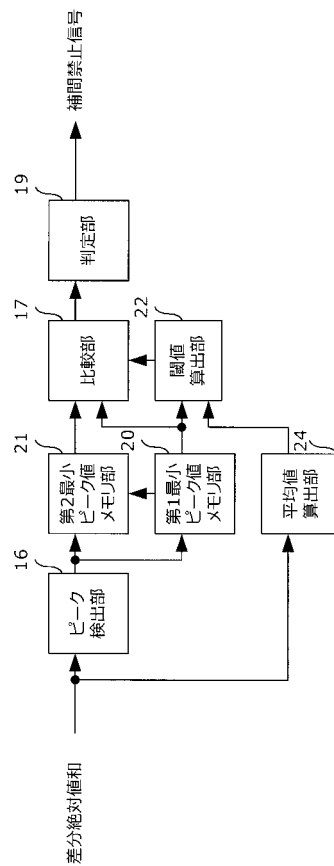 差分絶対値和
16
ピーク
検出部
21
第2最小
ピーク値
メモリ部
20
第1最小
ピーク値
メモリ部
24
平均値
算出部
17
比較部
22
閾値
算出部
19
判定部
補間禁止信号